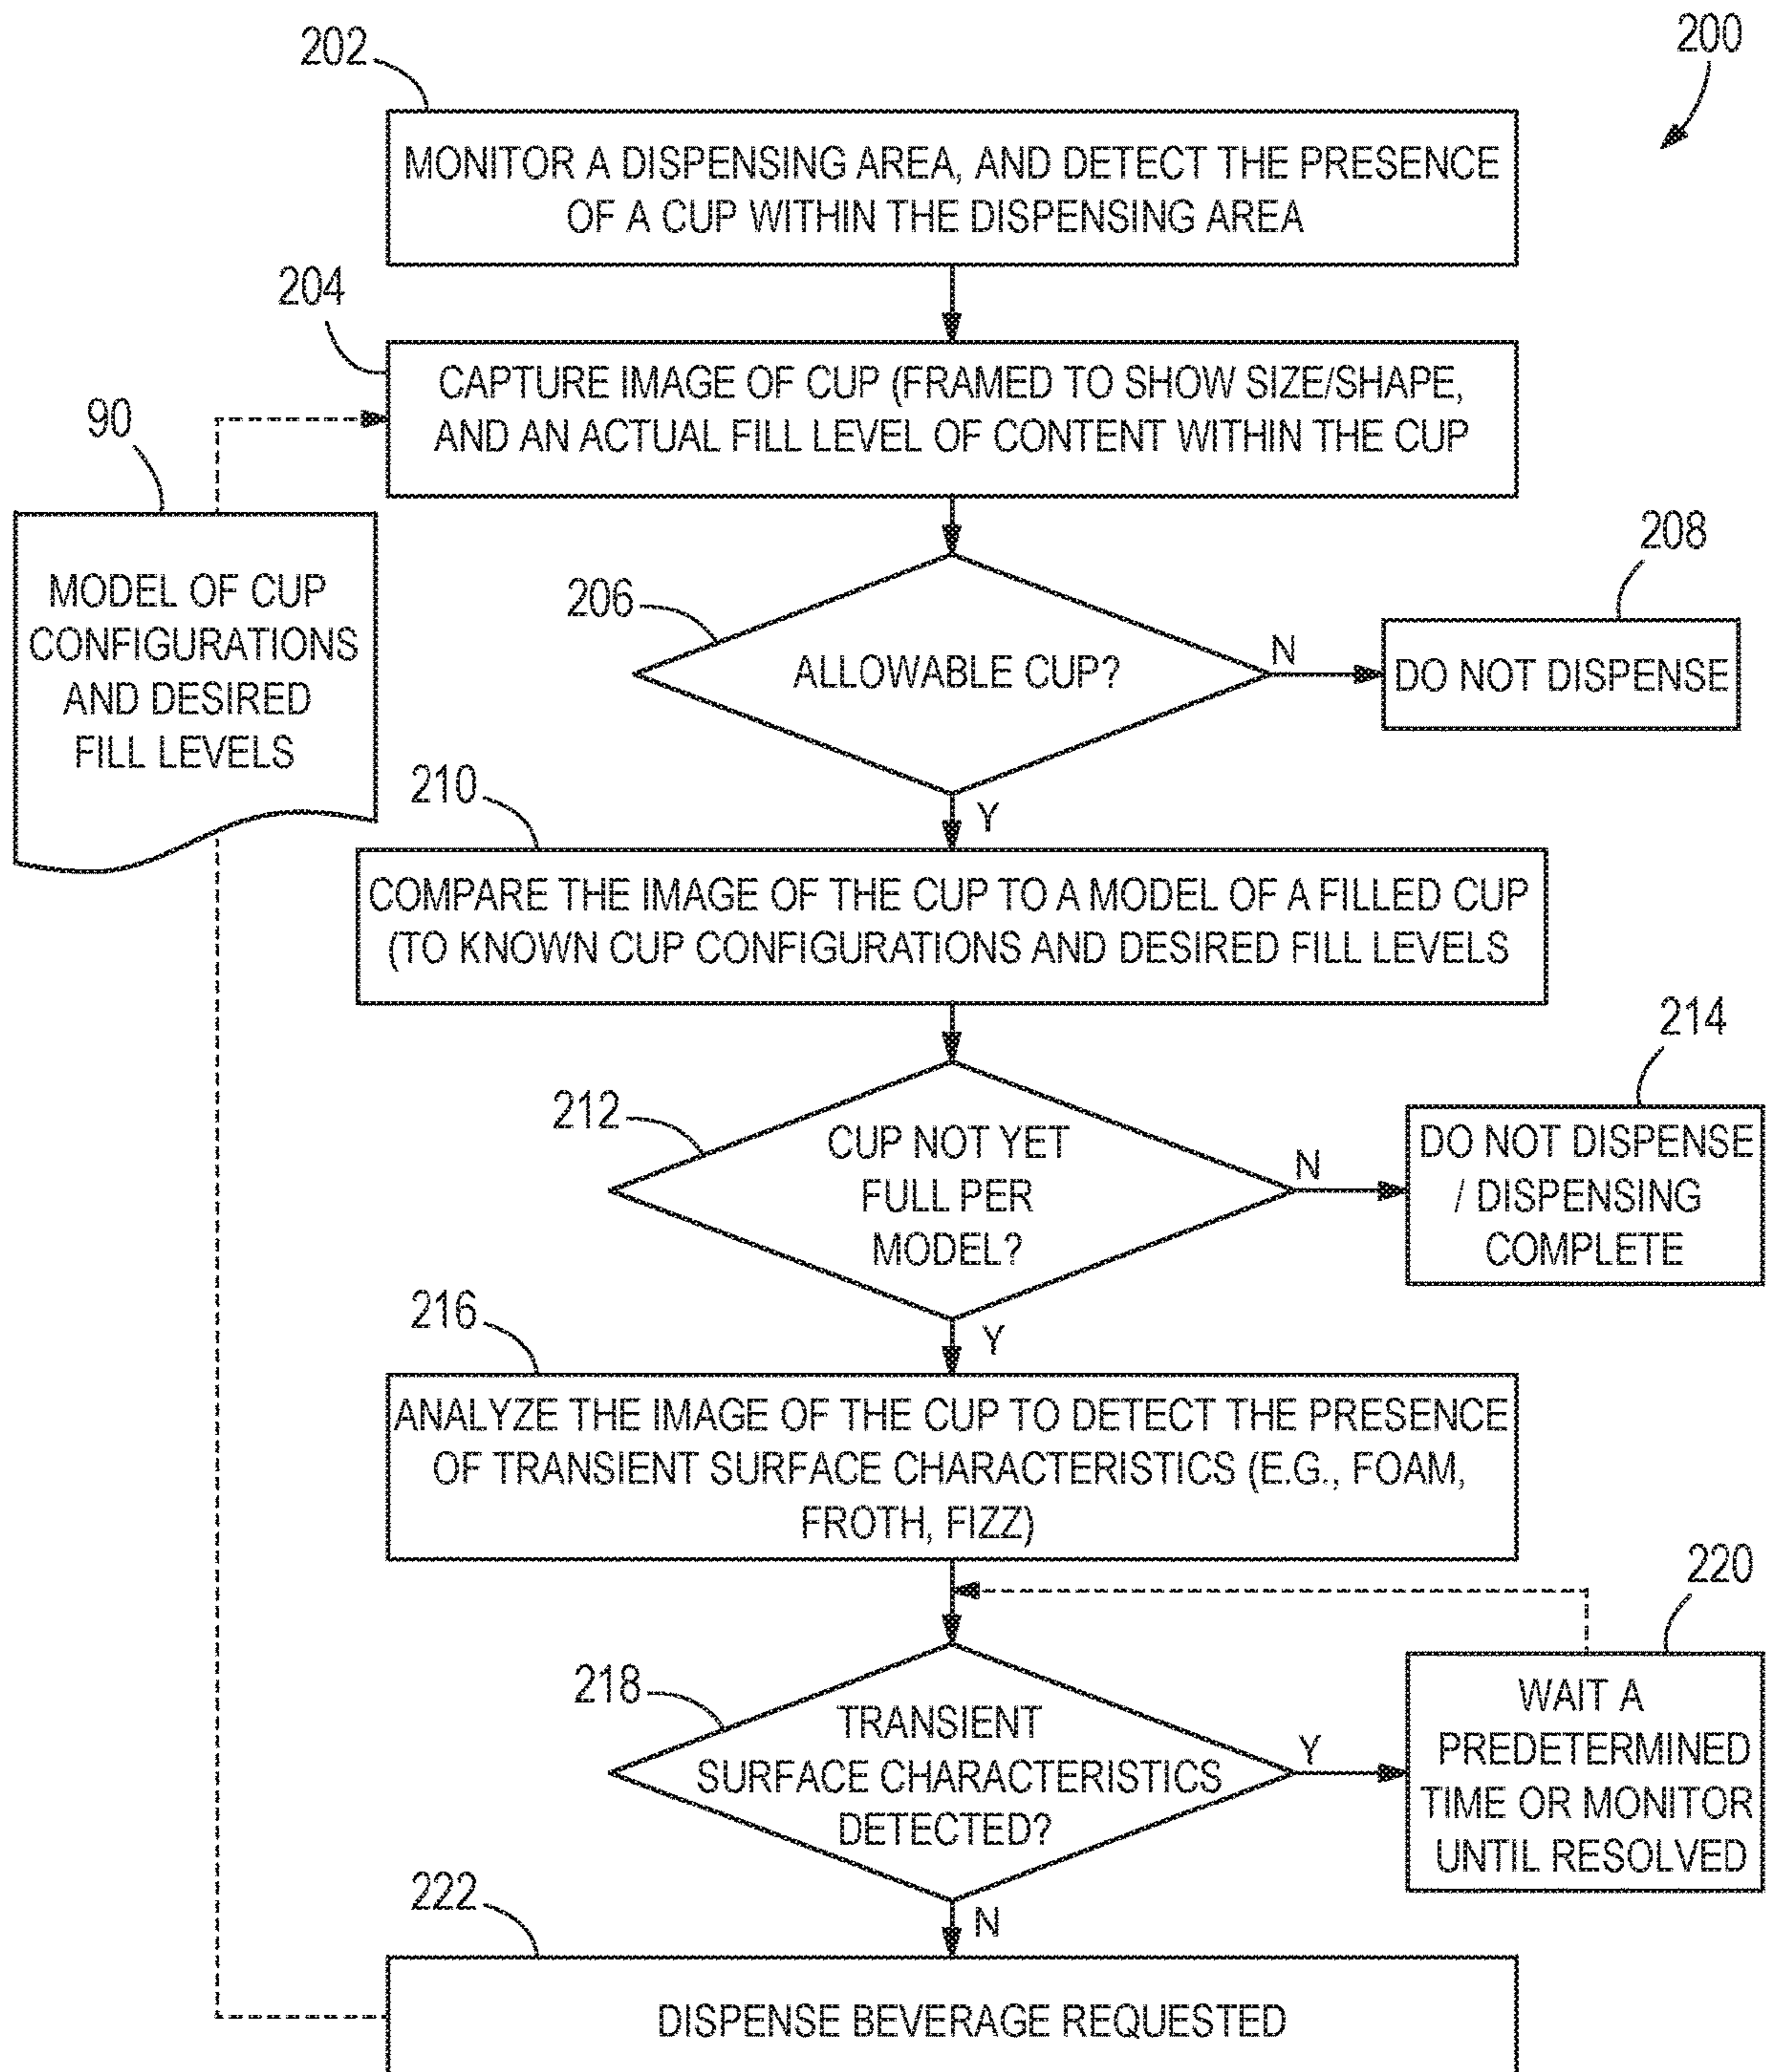 200
202
MONITOR A DISPENSING AREA, AND DETECT THE PRESENCE
OF A CUP WITHIN THE DISPENSING AREA
204
CAPTURE IMAGE OF CUP (FRAMED TO SHOW SIZE/SHAPE,
AND AN ACTUAL FILL LEVEL OF CONTENT WITHIN THE CUP
90
MODEL OF CUP
CONFIGURATIONS
AND DESIRED
FILL LEVELS
206
ALLOWABLE CUP?
N
208
DO NOT DISPENSE
Y
210
COMPARE THE IMAGE OF THE CUP TO A MODEL OF A FILLED CUP
(TO KNOWN CUP CONFIGURATIONS AND DESIRED FILL LEVELS
212
CUP NOT YET
FULL PER
MODEL?
N
214
DO NOT DISPENSE
/ DISPENSING
COMPLETE
Y
216
ANALYZE THE IMAGE OF THE CUP TO DETECT THE PRESENCE
OF TRANSIENT SURFACE CHARACTERISTICS (E.G., FOAM,
FROTH, FIZZ)
218
TRANSIENT
SURFACE CHARACTERISTICS
DETECTED?
Y
220
WAIT A
PREDETERMINED
TIME OR MONITOR
UNTIL RESOLVED
N
222
DISPENSE BEVERAGE REQUESTED